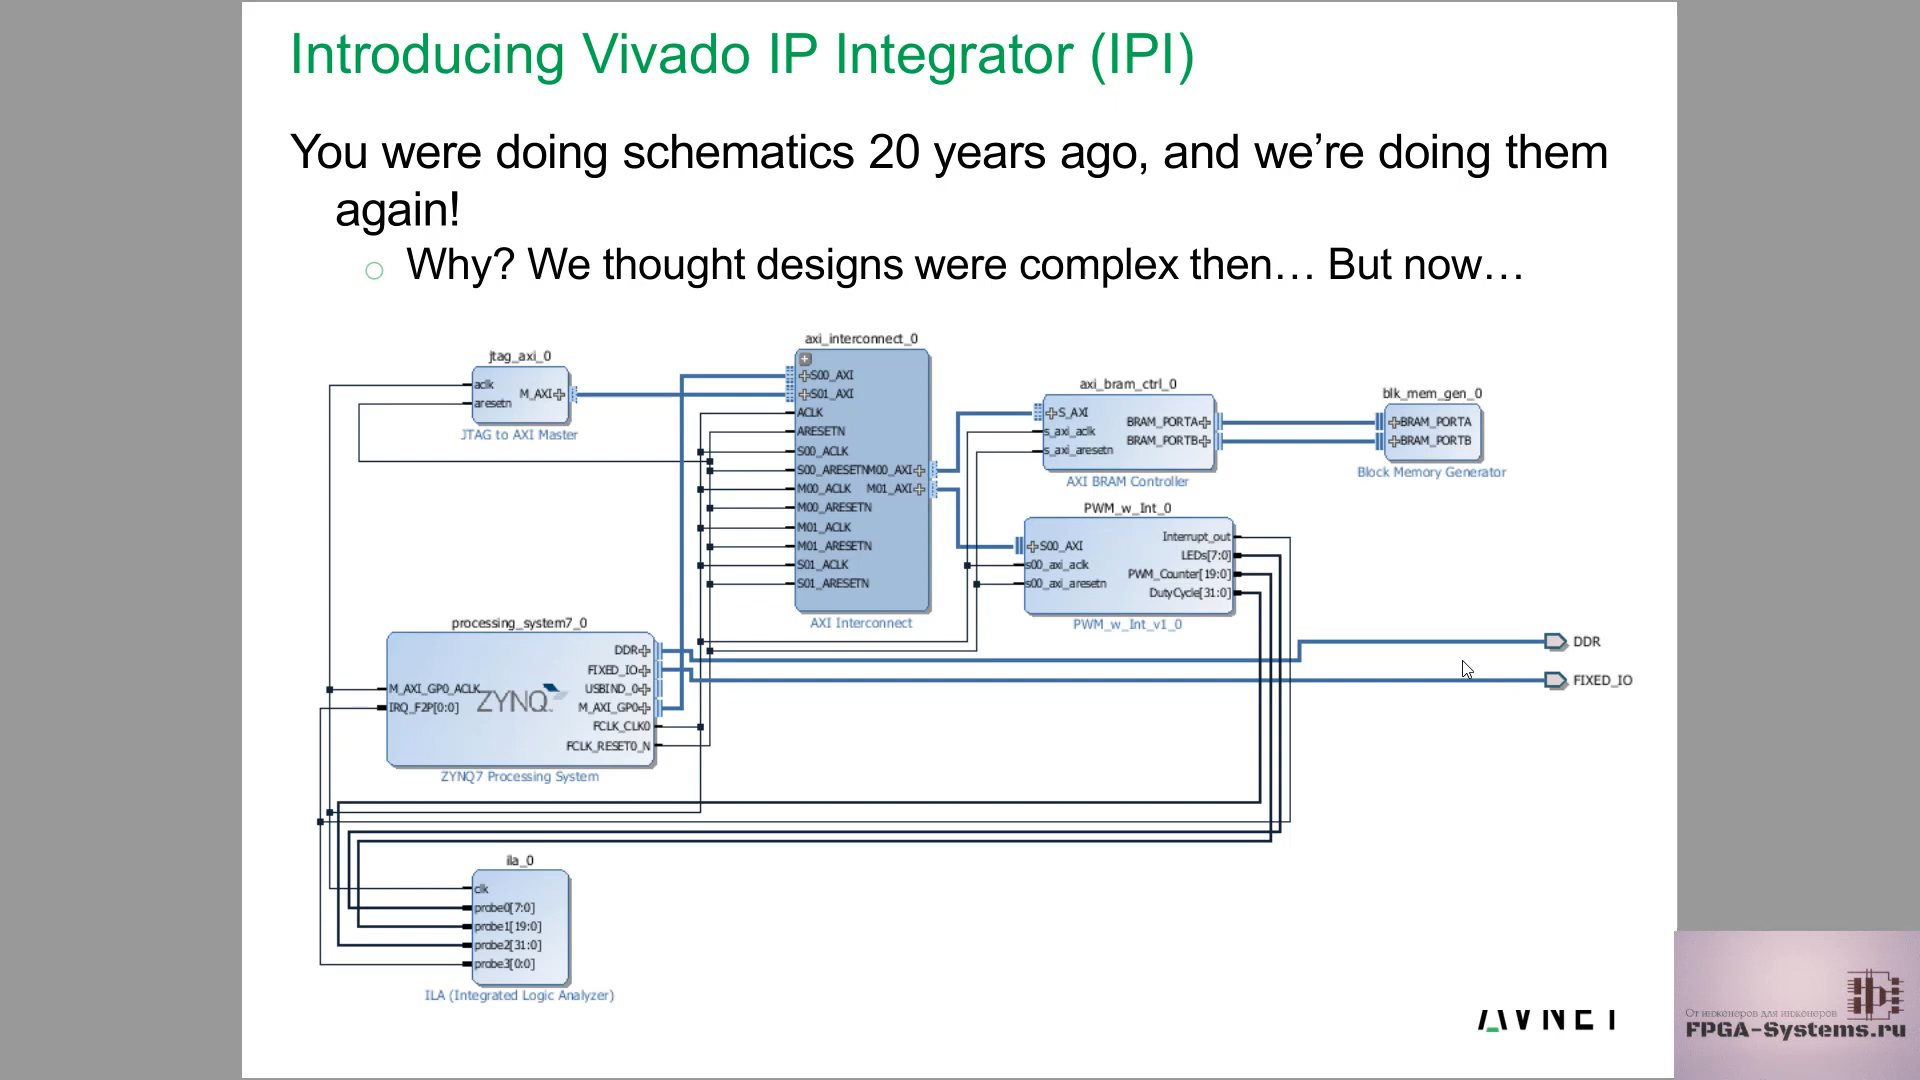 Introducing Vivado IP Integrator (IPI)
You were doing schematics 20 years ago, and we’re doing them
again!
Why? We thought designs were complex then… But now…
axi_interconnect_0
S00_AXI
S01_AXI
ACLK
ARESETN
S00_ACLK
S00_ARESETN
M00_ACLK
M00_ARESETN
M01_ACLK
M01_ARESETN
S01_ACLK
S01_ARESETN
M00_AXI
M01_AXI
AXI Interconnect
jtag_axi_0
aclk
aresetn
M_AXI
JTAG to AXI Master
axi_bram_ctrl_0
S_AXI
s_axi_aclk
s_axi_aresetn
BRAM_PORTA
BRAM_PORTB
AXI BRAM Controller
blk_mem_gen_0
BRAM_PORTA
BRAM_PORTB
Block Memory Generator
PWM_w_Int_0
S00_AXI
s00_axi_aclk
s00_axi_aresetn
Interrupt_out
LEDs[7:0]
PWM_Counter[19:0]
DutyCycle[31:0]
PWM_w_Int_v1_0
processing_system7_0
M_AXI_GP0_ACLK
IRQ_F2P[0:0]
ZYNQ
DDR
FIXED_IO
USBIND_0
M_AXI_GP0
FCLK_CLK0
FCLK_RESET0_N
ZYNQ7 Processing System
DDR
FIXED_IO
ila_0
clk
probe0[7:0]
probe1[19:0]
probe2[31:0]
probe3[0:0]
ILA (Integrated Logic Analyzer)
AVNET
От инженеров для инженеров
FPGA-Systems.ru